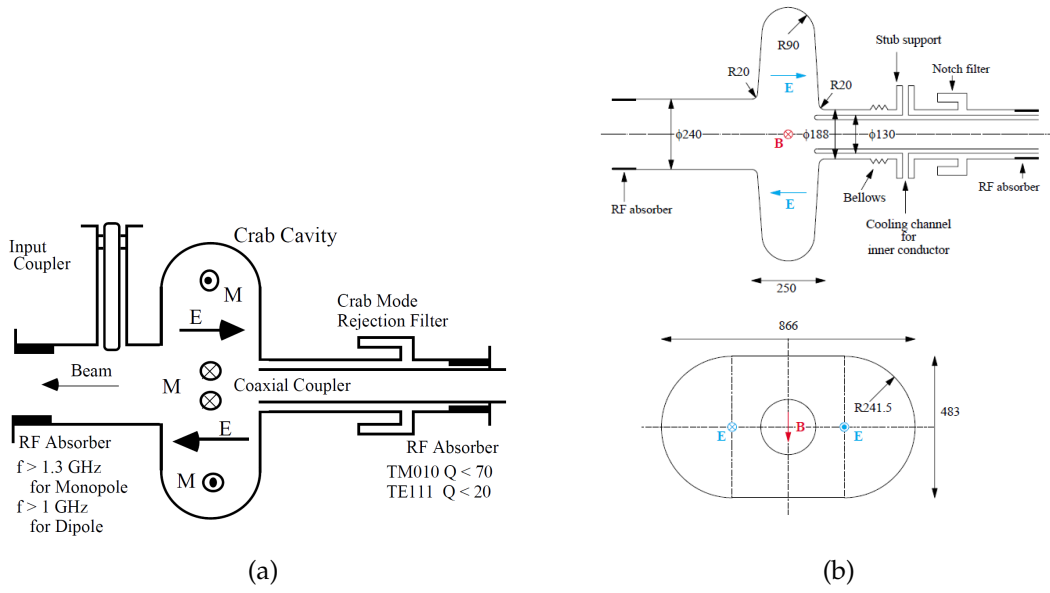 Input
Coupler
Crab Cavity
M
E
Crab Mode
Rejection Filter
Beam
M
Coaxial Coupler
E
RF Absorber
f > 1.3 GHz
for Monopole
f > 1 GHz
for Dipole
M
RF Absorber
TM010 Q < 70
TE111 Q < 20
(a)
R90
Stub support
R20
E
R20
Notch filter
ϕ240
B
ϕ188
ϕ130
E
RF absorber
Bellows
RF absorber
Cooling channel
for
inner conductor
250
866
R241.5
483
E
B
E
(b)